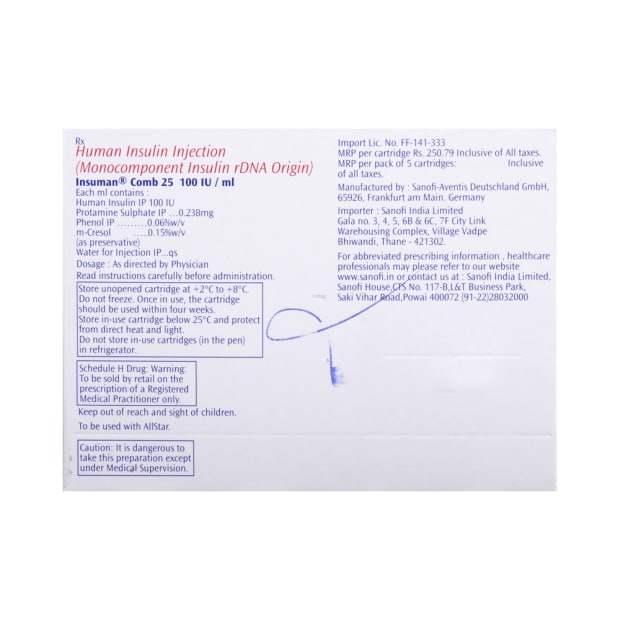 Rx
Human Insulin Injection
(Monocomponent Insulin rDNA Origin)
Insuman® Comb 25 100 IU / ml
Each ml contains :
Human Insulin IP 100 IU
Protamine Sulphate IP ...0.238mg
Phenol IP .........0.06%w/v
m-Cresol .....0.15%w/v
(as preservative)
Water for Injection IP...qs
Dosage : As directed by Physician
Read instructions carefully before administration.
Store unopened cartridge at +2°C to +8°C.
Do not freeze. Once in use, the cartridge
should be used within four weeks.
Store in-use cartridge below 25°C and protect
from direct heat and light.
Do not store in-use cartridges (in the pen)
in refrigerator.
Schedule H Drug: Warning:
To be sold by retail on the
prescription of a Registered
Medical Practitioner only.
Keep out of reach and sight of children.
To be used with AllStar.
Caution: It is dangerous to
take this preparation except
under Medical Supervision.
Import Lic. No. FF-141-333
MRP per cartridge Rs. 250.79 Inclusive of All taxes.
MRP per pack of 5 cartridges: Inclusive
of all taxes.
Manufactured by : Sanofi-Aventis Deutschland GmbH,
65926, Frankfurt am Main. Germany
Importer : Sanofi India Limited
Gala no. 3, 4, 5, 6B & 6C, 7F City Link
Warehousing Complex, Village Vadpe
Bhiwandi, Thane - 421302.
For abbreviated prescribing information , healthcare
professionals may please refer to our website
www.sanofi.in or contact us at : Sanofi India Limited,
Sanofi House,CTS No. 117-B,L&T Business Park,
Saki Vihar Road,Powai 400072 (91-22)28032000